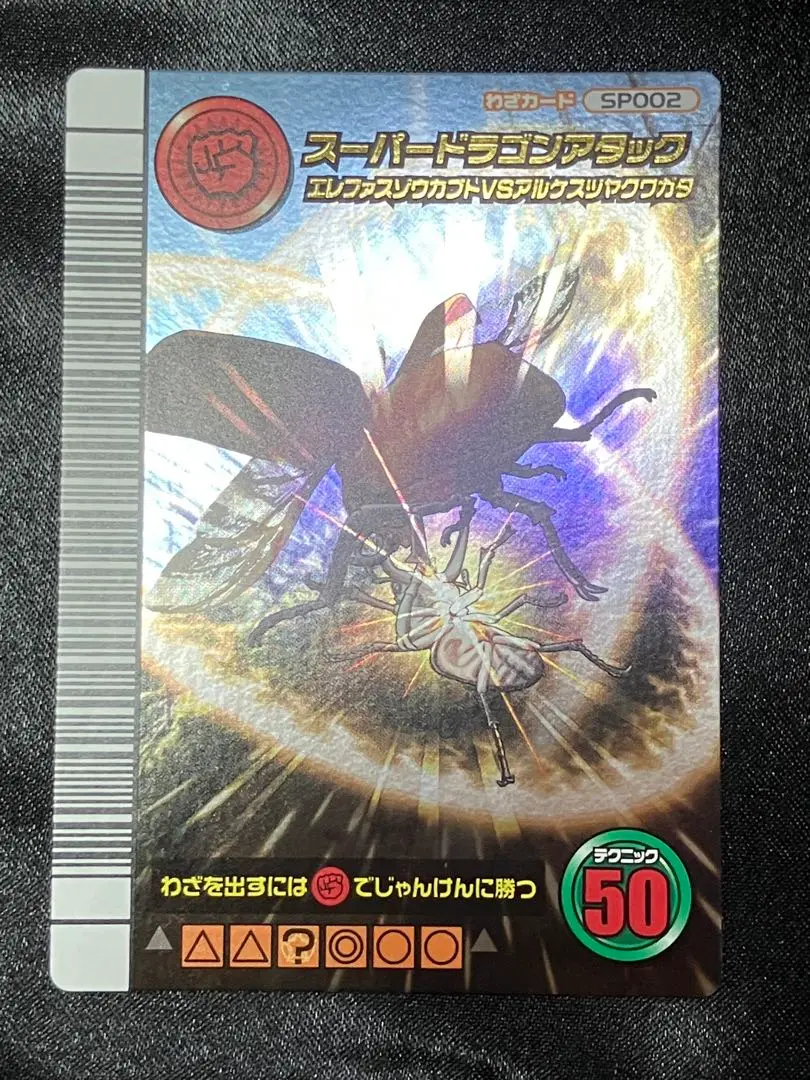 わざカード SP002
スーパードラゴンアタック
エレファスゾウカブトVSアルケスツヤクワガタ
わざを出すには でじゃんけんに勝つ
テクニック
50
?